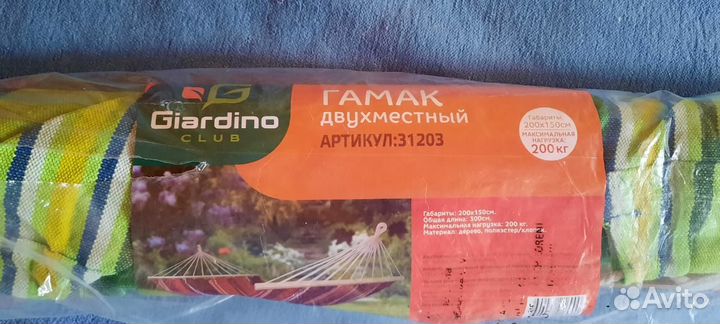 Giardino
CLUB
ГАМАК
двухместный
АРТИКУЛ:31203
Габариты:
200х150см
МАКСИМАЛЬНАЯ
НАГРУЗКА:
200 кг
Габариты: 200х150см.
Общая длина: 300см.
Максимальная нагрузка: 200 кг.
Материал: дерево, полиэстер/хлопок
Avito